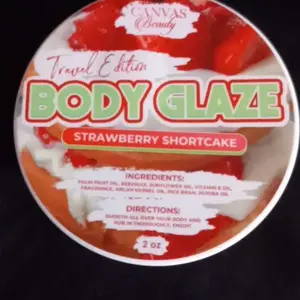 CANVAS
Beauty
Travel Edition
BODY GLAZE
STRAWBERRY SHORTCAKE
INGREDIENTS:
PALM FRUIT OIL, BEESWAX, SUNFLOWER OIL, VITAMIN E OIL,
FRAGRANCE, ARGAN KERNEL OIL, RICE BRAN, JOJOBA OIL
DIRECTIONS:
SMOOTH ALL OVER YOUR BODY AND
RUB IN THOROUGHLY,
2 oz